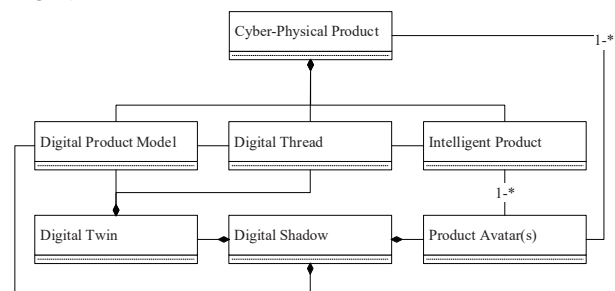 Cyber-Physical Product
1-*
Digital Product Model
Digital Thread
Intelligent Product
1-*
Digital Twin
Digital Shadow
Product Avatar(s)